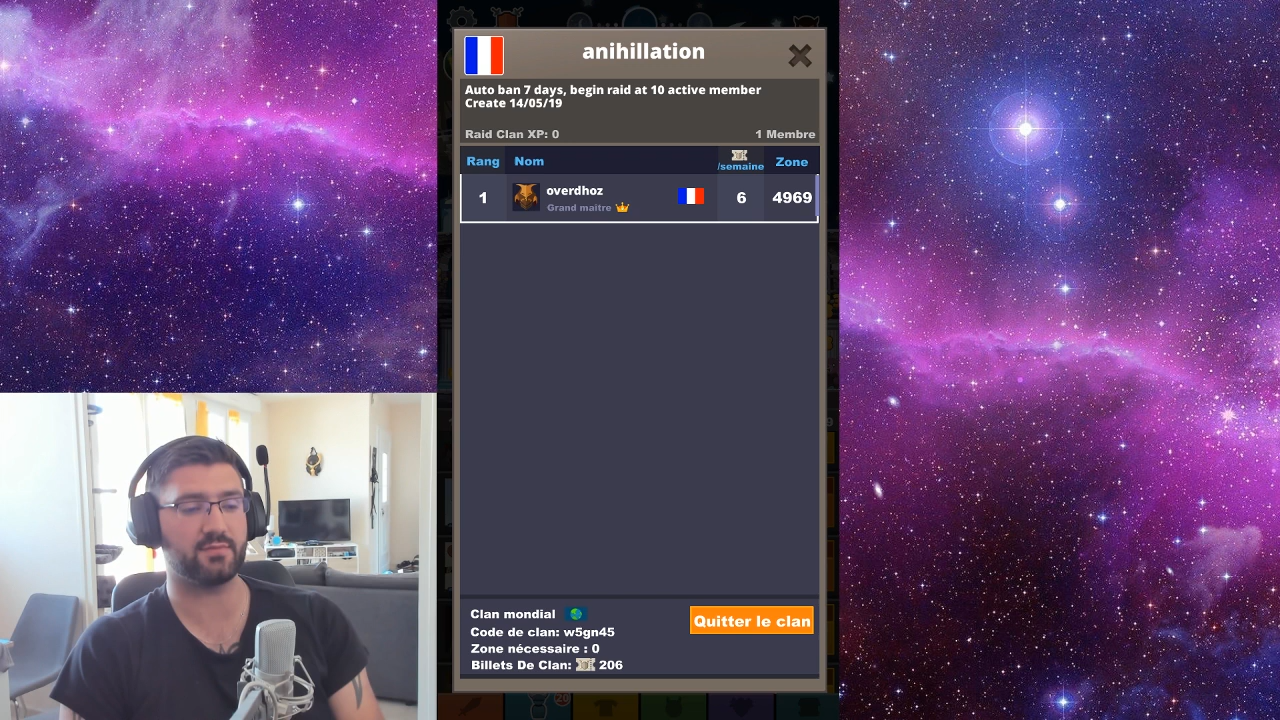 anihillation
Auto ban 7 days, begin raid at 10 active member
Create 14/05/19
Raid Clan XP: 0 1 Membre
Rang Nom /semaine Zone
1 overdhoz 6 4969
Grand maître
Clan mondial
Code de clan: w5gn45
Zone nécessaire : 0
Billets De Clan: 206
Quitter le clan
20